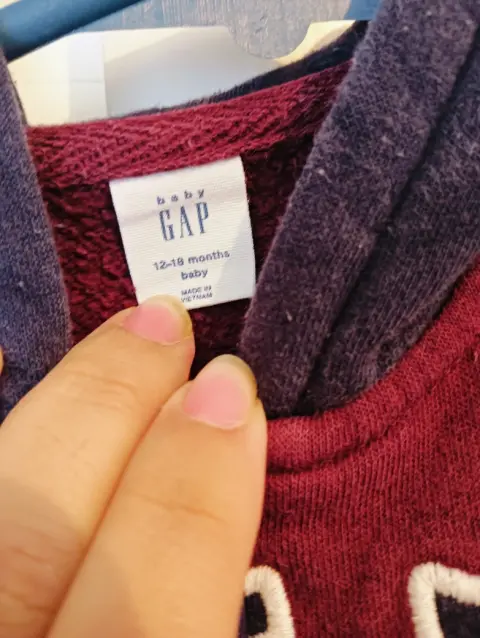 baby
GAP
12-18 months
baby
MADE IN
VIETNAM